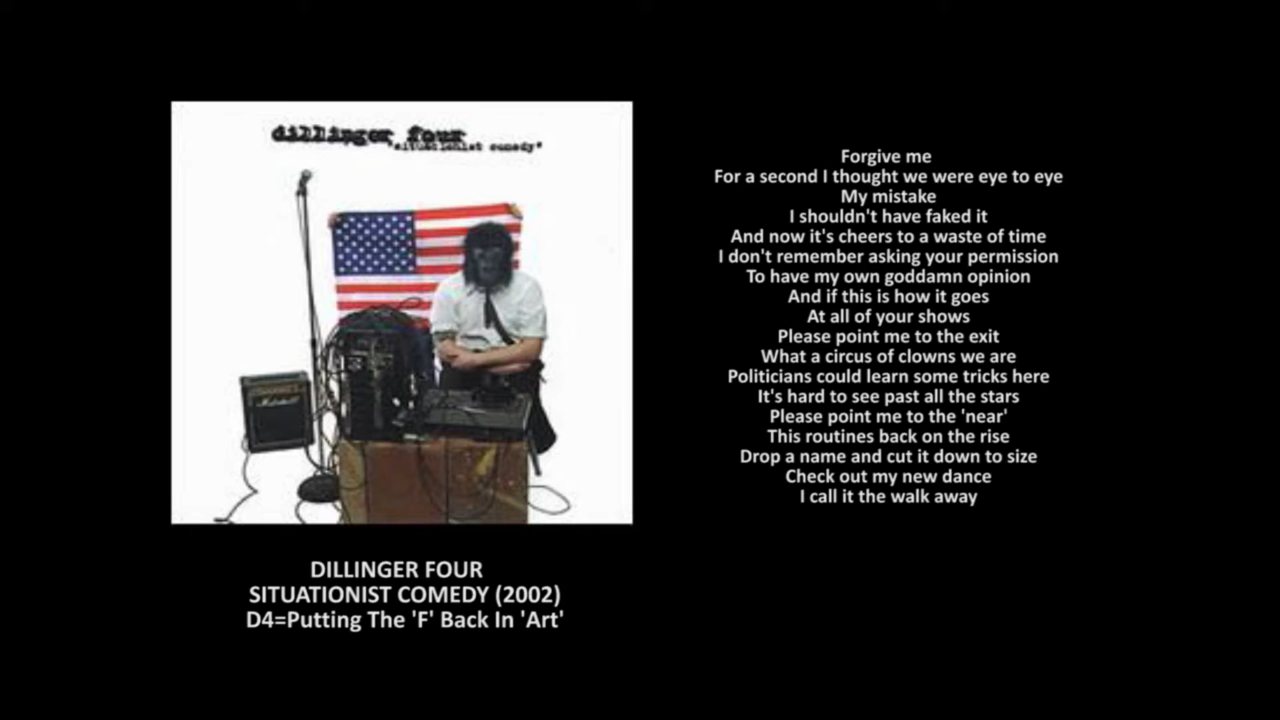 dillinger four
"situationist comedy"
Marshall
DILLINGER FOUR
SITUATIONIST COMEDY (2002)
D4=Putting The 'F' Back In 'Art'
Forgive me
For a second I thought we were eye to eye
My mistake
I shouldn't have faked it
And now it's cheers to a waste of time
I don't remember asking your permission
To have my own goddamn opinion
And if this is how it goes
At all of your shows
Please point me to the exit
What a circus of clowns we are
Politicians could learn some tricks here
It's hard to see past all the stars
Please point me to the 'near'
This routines back on the rise
Drop a name and cut it down to size
Check out my new dance
I call it the walk away